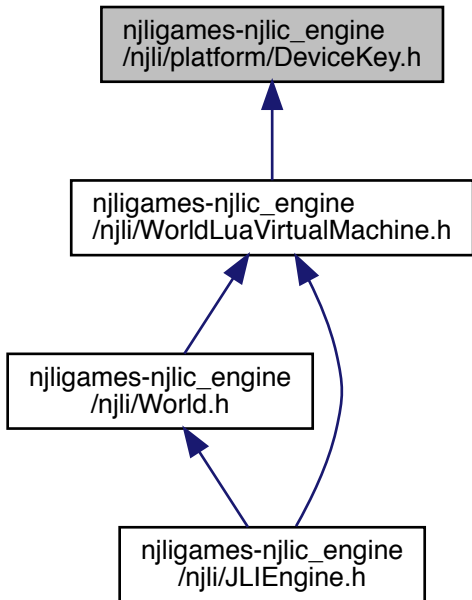 njligames-njlic_engine
/njli/platform/DeviceKey.h
njligames-njlic_engine
/njli/WorldLuaVirtualMachine.h
njligames-njlic_engine
/njli/World.h
njligames-njlic_engine
/njli/JLIEngine.h